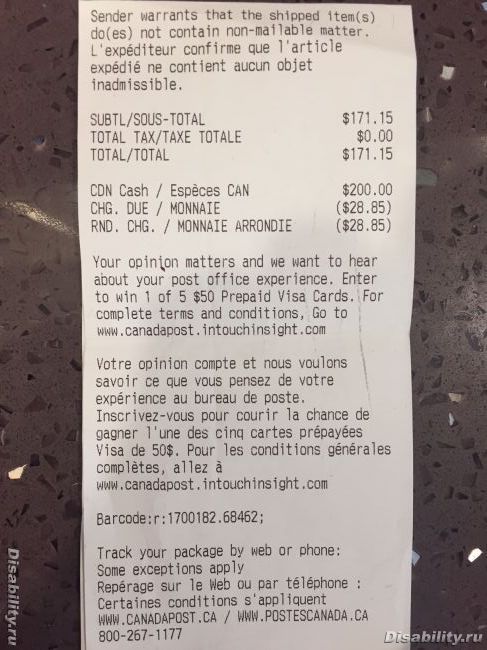 Sender warrants that the shipped item(s)
do(es) not contain non-mailable matter.
L'expéditeur confirme que l'article
expédié ne contient aucun objet
inadmissible.
SUBTL/SOUS-TOTAL $171.15
TOTAL TAX/TAXE TOTALE $0.00
TOTAL/TOTAL $171.15
CDN Cash / Espèces CAN $200.00
CHG. DUE / MONNAIE ($28.85)
RND. CHG. / MONNAIE ARRONDIE ($28.85)
Your opinion matters and we want to hear
about your post office experience. Enter
to win 1 of 5 $50 Prepaid Visa Cards. For
complete terms and conditions, Go to
www.canadapost.intouchinsight.com
Votre opinion compte et nous voulons
savoir ce que vous pensez de votre
expérience au bureau de poste.
Inscrivez-vous pour courir la chance de
gagner l'une des cinq cartes prépayées
Visa de 50$. Pour les conditions générales
complètes, allez à
www.canadapost.intouchinsight.com
Barcode:r:1700182.68462;
Track your package by web or phone:
Some exceptions apply
Repérage sur le Web ou par téléphone :
Certaines conditions s'appliquent
WWW.CANADAPOST.CA / WWW.POSTESCANADA.CA
800-267-1177
Disability.ru
Disability.ru